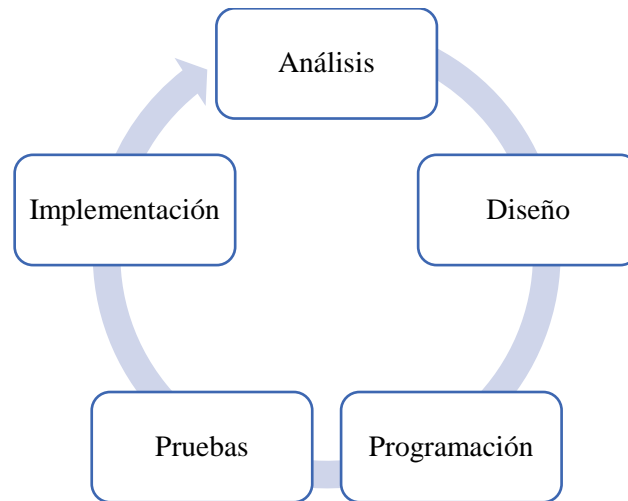 Análisis
Diseño
Programación
Pruebas
Implementación